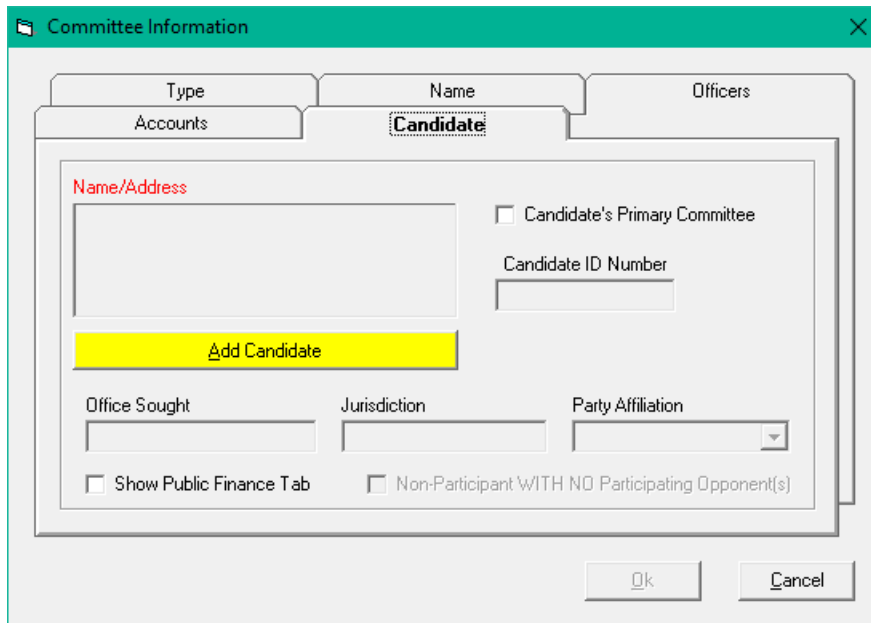 Committee Information
Type Name Officers
Accounts Candidate
Name/Address
Candidate's Primary Committee
Candidate ID Number
Add Candidate
Office Sought Jurisdiction Party Affiliation
Show Public Finance Tab Non-Participant WITH NO Participating Opponent(s)
Ok Cancel